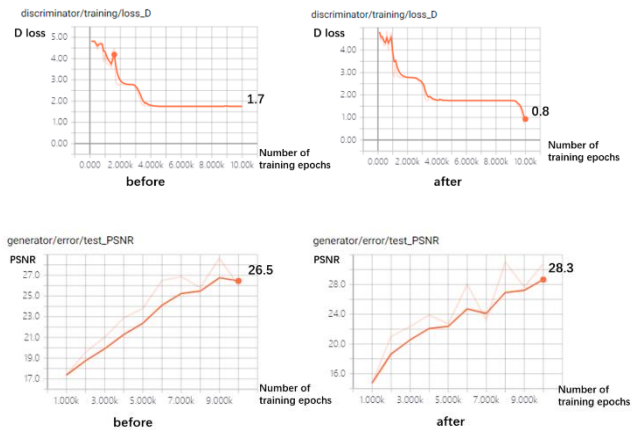 discriminator/training/loss_D
D loss
5.00
4.00
3.00
2.00
1.00
0.00
1.7
0.000 2.000k 4.000k 6.000k 8.000k 10.00k
Number of
training epochs
before
discriminator/training/loss_D
D loss
4.00
3.00
2.00
1.00
0.00
0.8
0.000 2.000k 4.000k 6.000k 8.000k 10.00k
Number of
training epochs
after
generator/error/test_PSNR
PSNR
27.0
25.0
23.0
21.0
19.0
17.0
26.5
1.000k 3.000k 5.000k 7.000k 9.000k
Number of
training epochs
before
generator/error/test_PSNR
PSNR
28.0
24.0
20.0
16.0
28.3
1.000k 3.000k 5.000k 7.000k 9.000k
Number of
training epochs
after